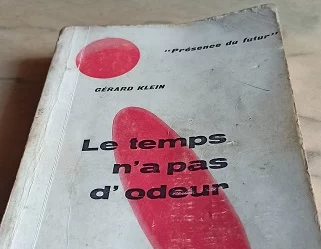 "Présence du futur"
GÉRARD KLEIN
Le temps
n'a pas
d'odeur